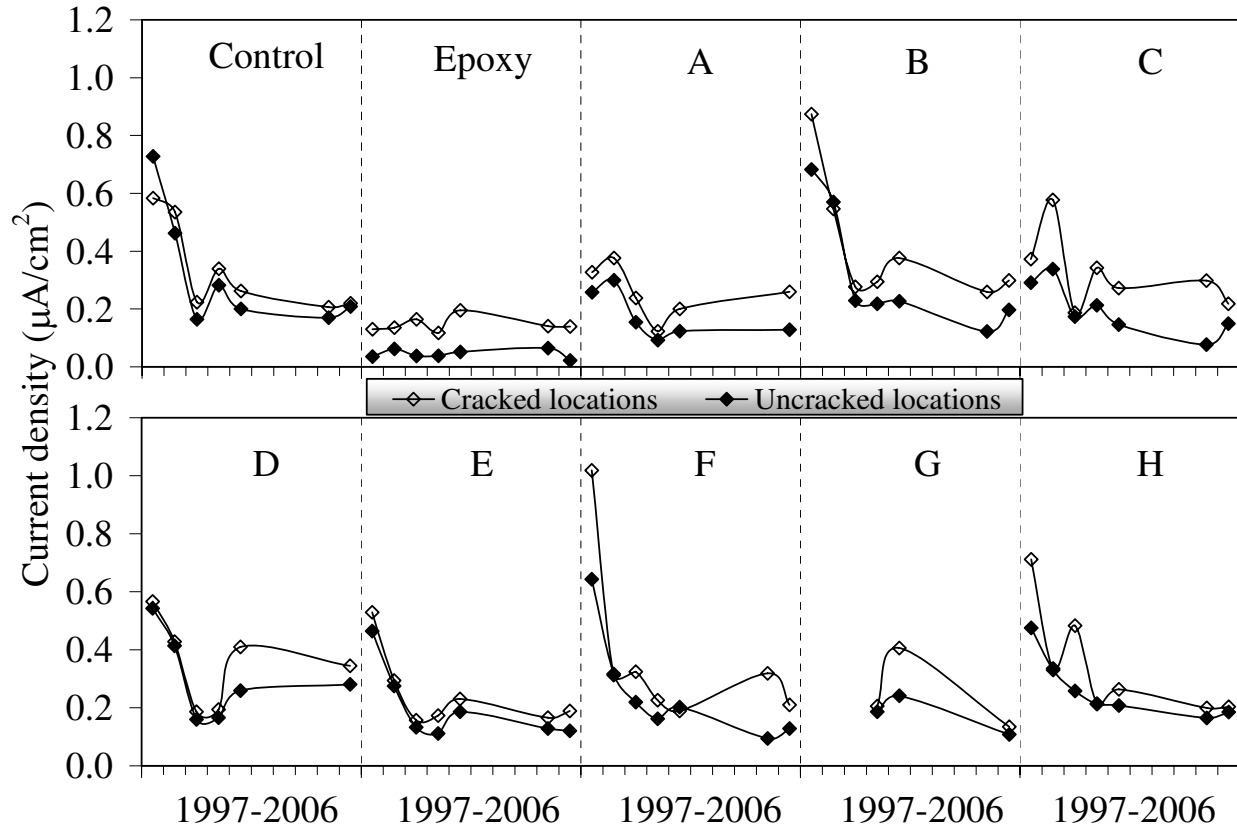 Current density (µA/cm²)
1.2
1.0
0.8
0.6
0.4
0.2
0.0
Control
Epoxy
A
B
C
Cracked locations
Uncracked locations
1.2
1.0
0.8
0.6
0.4
0.2
0.0
D
E
F
G
H
1997-2006
1997-2006
1997-2006
1997-2006
1997-2006